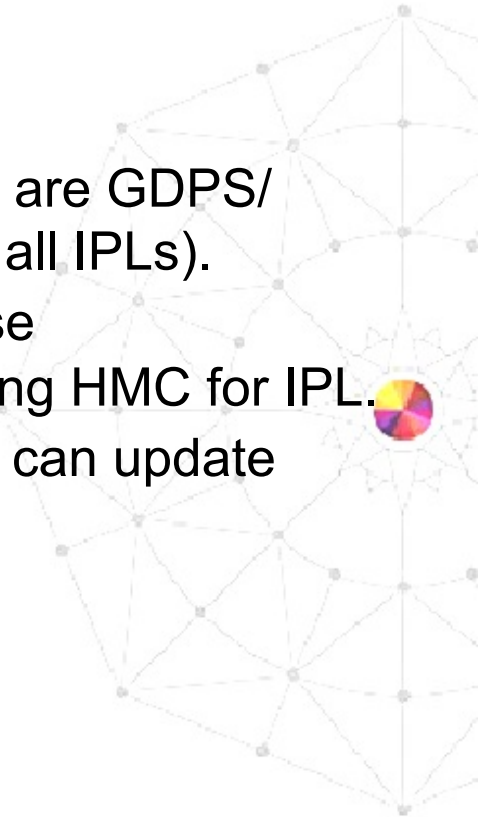 are GDPS/
all IPLs).
se
ng HMC for IPL.
can update